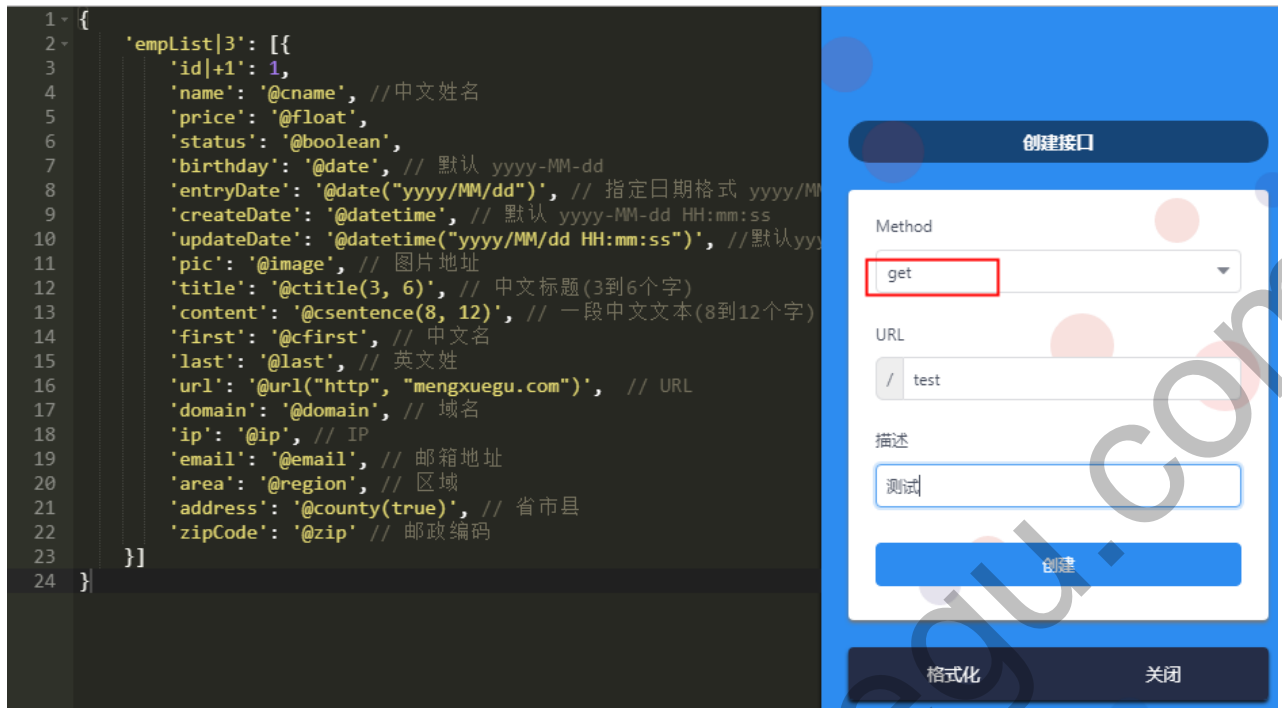 1 {
2 'empList|3': [{
3 'id|+1': 1,
4 'name': '@cname', //中文姓名
5 'price': '@float',
6 'status': '@boolean',
7 'birthday': '@date', // 默认 yyyy-MM-dd
8 'entryDate': '@date("yyyy/MM/dd")', // 指定日期格式 yyyy/MM
9 'createDate': '@datetime', // 默认 yyyy-MM-dd HH:mm:ss
10 'updateDate': '@datetime("yyyy/MM/dd HH:mm:ss")', //默认yyy
11 'pic': '@image', // 图片地址
12 'title': '@ctitle(3, 6)', // 中文标题(3到6个字)
13 'content': '@csentence(8, 12)', // 一段中文文本(8到12个字)
14 'first': '@cfirst', // 中文名
15 'last': '@last', // 英文姓
16 'url': '@url("http", "mengxuegu.com")', // URL
17 'domain': '@domain', // 域名
18 'ip': '@ip', // IP
19 'email': '@email', // 邮箱地址
20 'area': '@region', // 区域
21 'address': '@county(true)', // 省市县
22 'zipCode': '@zip' // 邮政编码
23 }]
24 }
创建接口
Method
get
URL
/ test
描述
测试
创建
格式化 关闭
egu.com